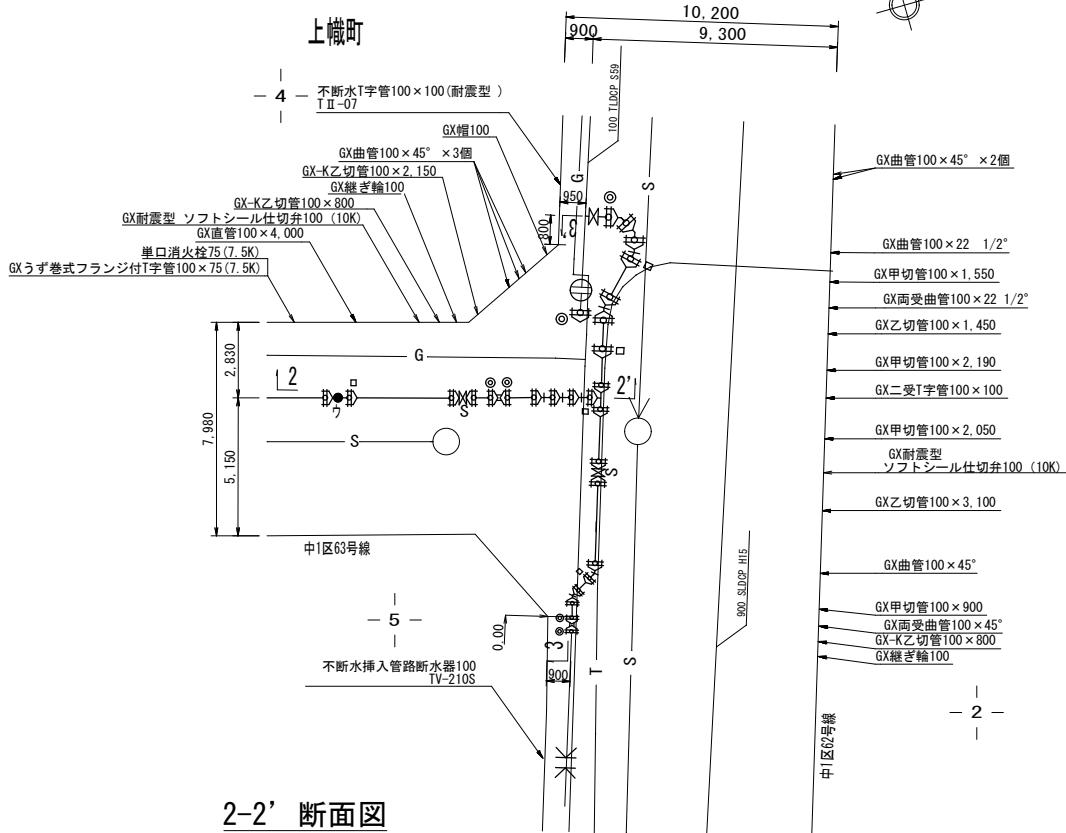 10,200
900
9,300
上幟町
4
不断水T字管100×100(耐震型 )
TⅡ-07
100 TLDCP S59
GX帽100
GX曲管100×45° ×3個
GX-K乙切管100×2,150
GX継ぎ輪100
GX-K乙切管100×800
GX耐震型 ソフトシール仕切弁100 (10K)
GX直管100×4,000
単口消火栓75(7.5K)
GXうず巻式フランジ付T字管100×75(7.5K)
G
S
950
800
3'
GX曲管100×45° ×2個
GX曲管100×22 1/2°
GX甲切管100×1,550
GX両受曲管100×22 1/2°
GX乙切管100×1,450
GX甲切管100×2,190
GX二受T字管100×100
GX甲切管100×2,050
GX耐震型
ソフトシール仕切弁100 (10K)
GX乙切管100×3,100
GX曲管100×45°
GX甲切管100×900
GX両受曲管100×45°
GX-K乙切管100×800
GX継ぎ輪100
2,830
7,980
5,150
G
2
2'
ウ
S
S
S
中1区63号線
900 SLDCP H15
5
0.00
3
900
T
S
不断水挿入管路断水器100
TV-210S
2
中1区62号線
2-2’ 断面図